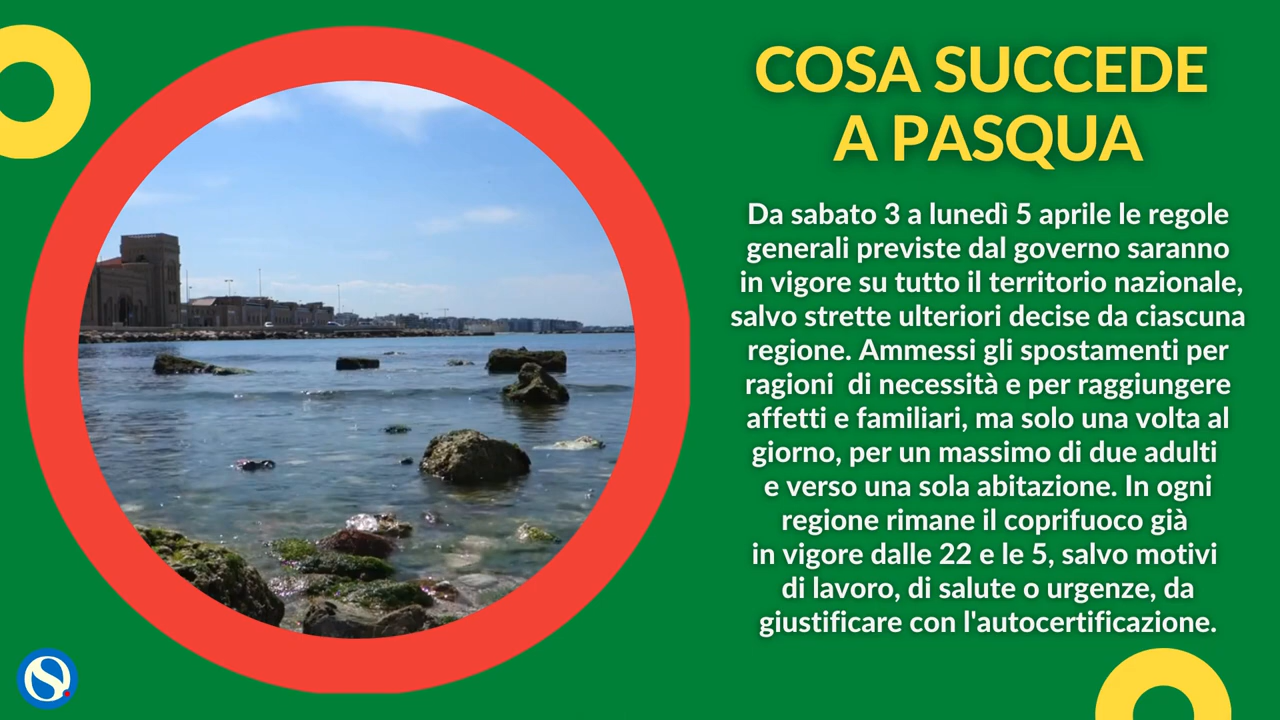 COSA SUCCEDE
A PASQUA
Da sabato 3 a lunedì 5 aprile le regole
generali previste dal governo saranno
in vigore su tutto il territorio nazionale,
salvo strette ulteriori decise da ciascuna
regione. Ammessi gli spostamenti per
ragioni  di necessità e per raggiungere
affetti e familiari, ma solo una volta al
giorno, per un massimo di due adulti
e verso una sola abitazione. In ogni
regione rimane il coprifuoco già
in vigore dalle 22 e le 5, salvo motivi
di lavoro, di salute o urgenze, da
giustificare con l'autocertificazione.
S